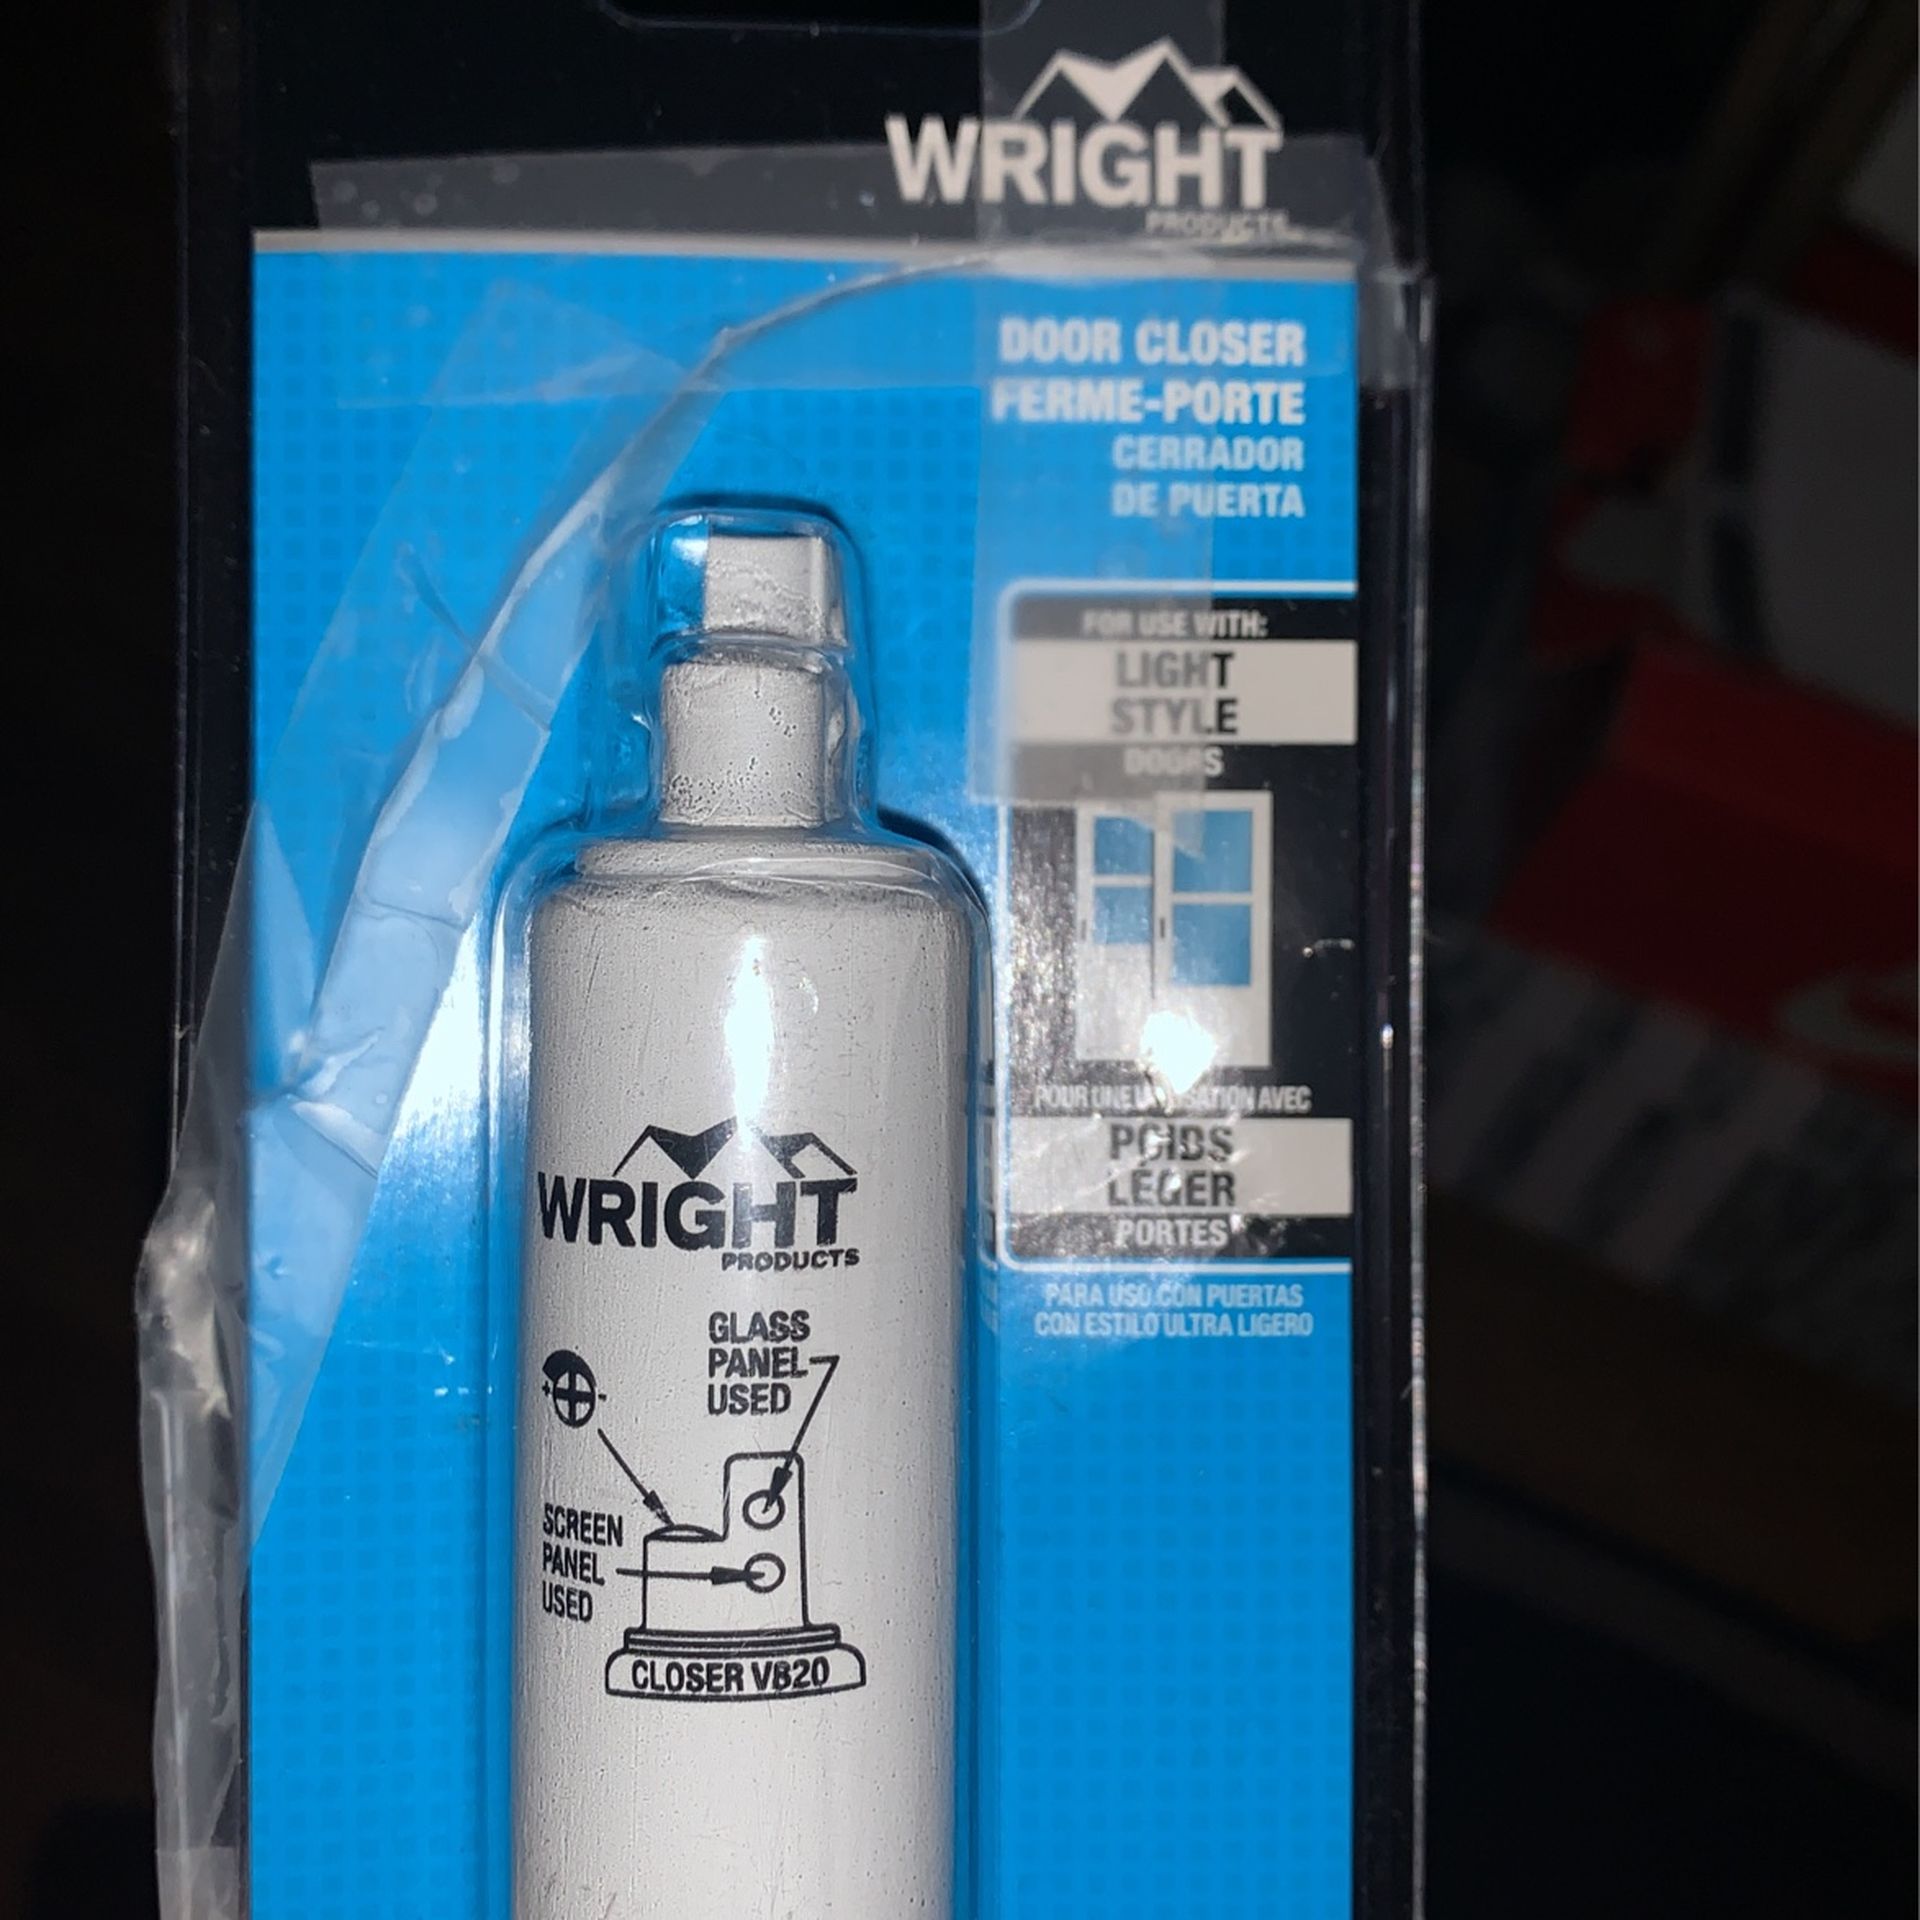 WRIGHT
PRODUCTS
DOOR CLOSER
FERME-PORTE
CERRADOR
DE PUERTA
FOR USE WITH:
LIGHT
STYLE
DOORS
POUR UNE UTILISATION AVEC
POIDS
LÉGER
PORTES
PARA USO CON PUERTAS
CON ESTILO ULTRA LIGERO
WRIGHT
PRODUCTS
GLASS
PANEL
USED
+ -
SCREEN
PANEL
USED
CLOSER V820